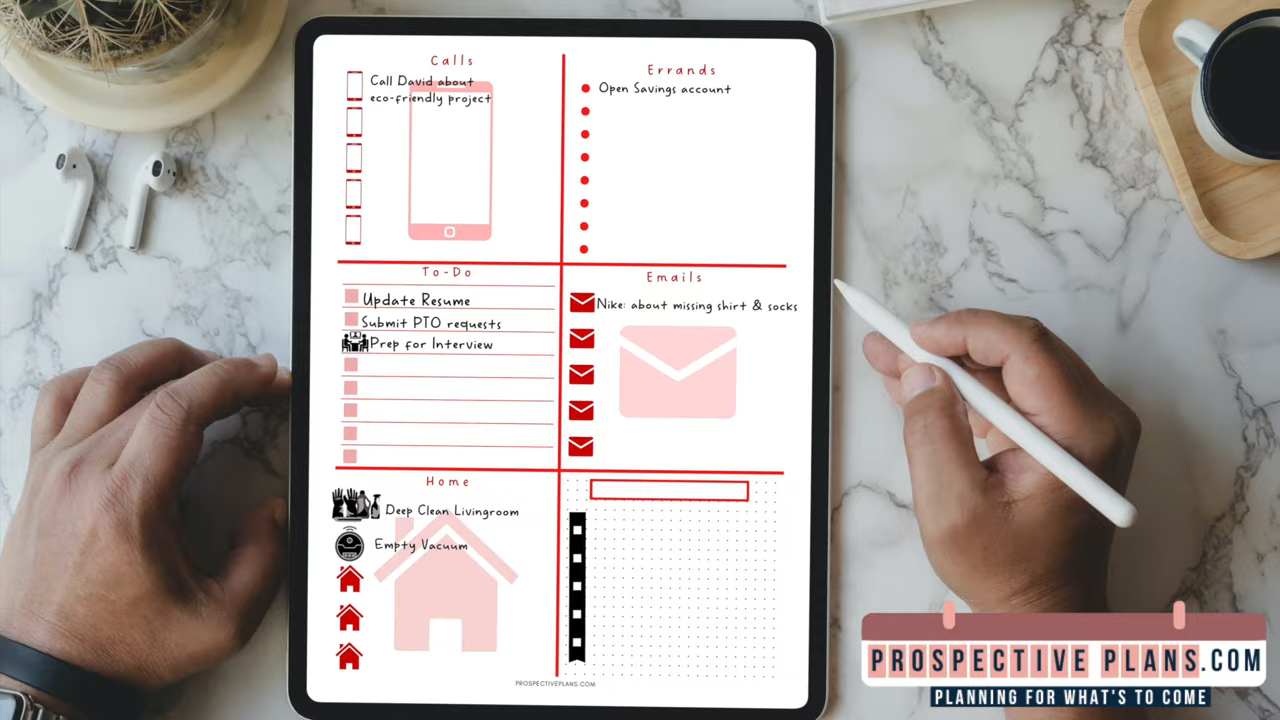 Calls
Call David about
eco-friendly project
Errands
Open Savings account
To-Do
Update Resume
Submit PTO requests
Prep for Interview
Emails
Nike: about missing shirt & socks
Home
Deep Clean Livingroom
Empty Vacuum
PROSPECTIVEPLANS.COM
PROSPECTIVE PLANS.COM
PLANNING FOR WHAT'S TO COME